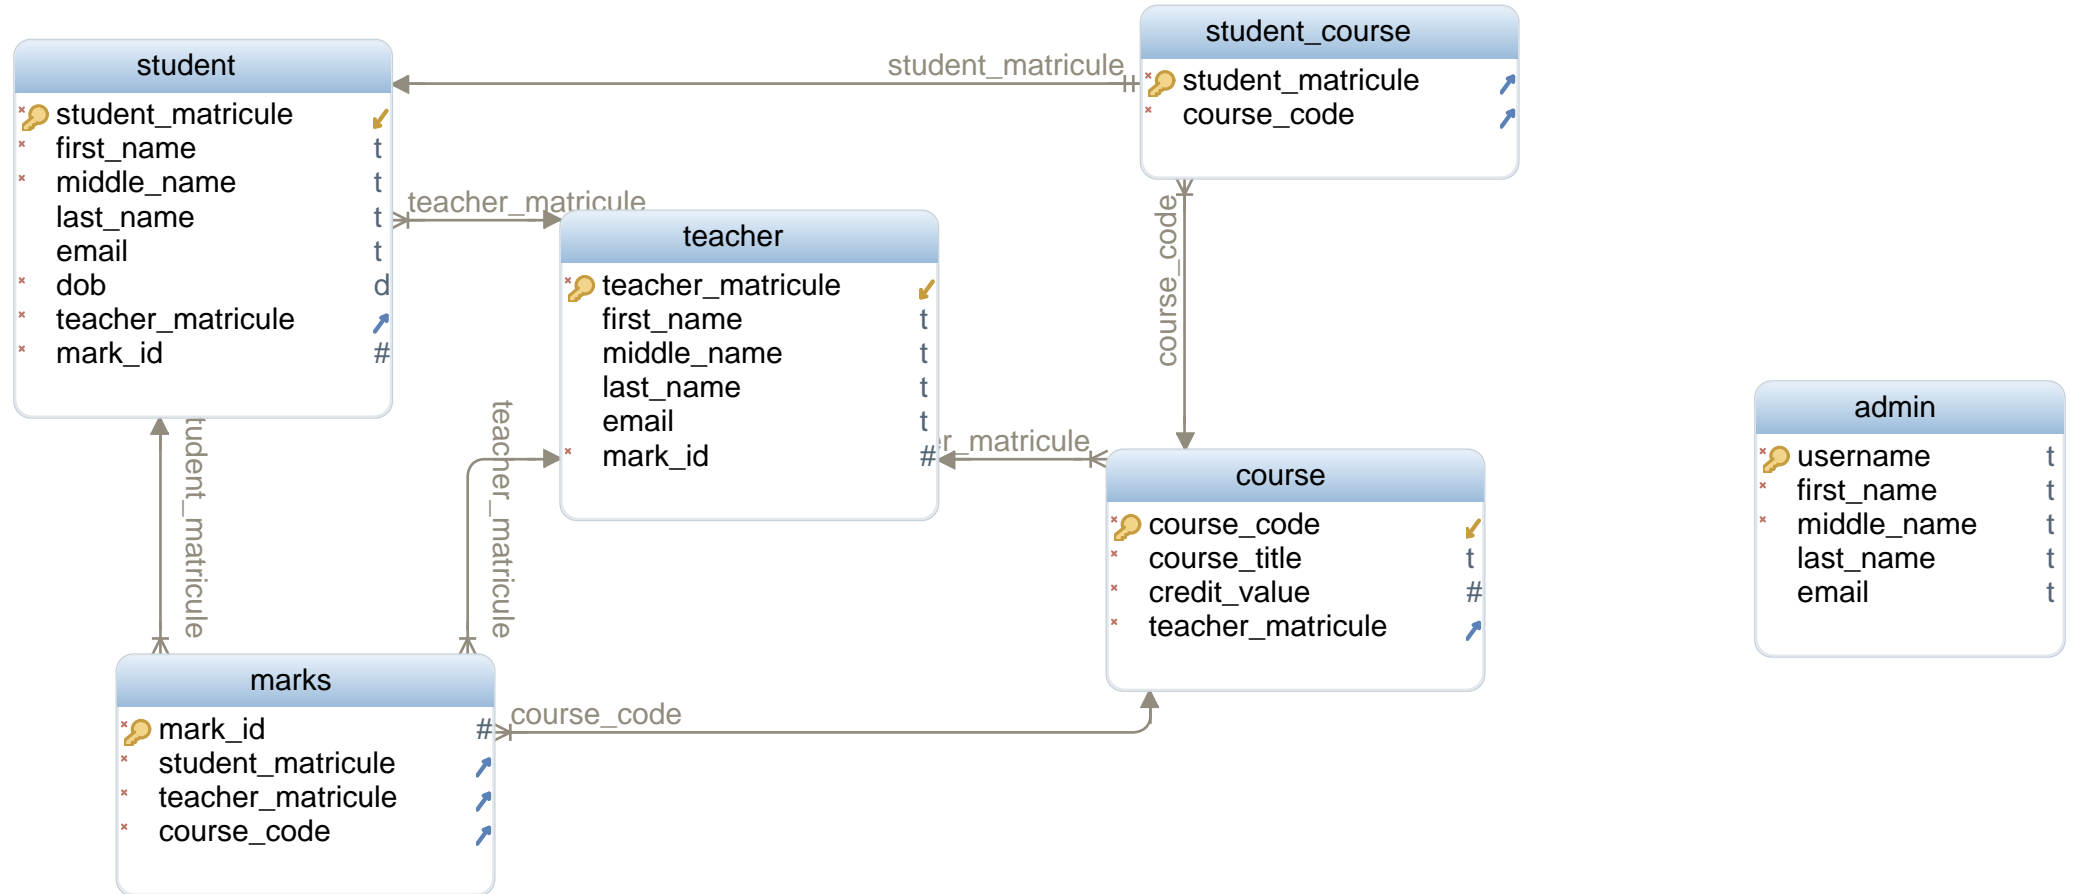 student
student_matricule
first_name t
middle_name t
last_name t
email t
dob d
teacher_matricule
mark_id #
student_course
student_matricule
course_code
student_matricule
teacher_matricule
teacher
teacher_matricule
first_name t
middle_name t
last_name t
email t
mark_id #
course_code
r_matricule
course
course_code
course_title t
credit_value #
teacher_matricule
admin
username t
first_name t
middle_name t
last_name t
email t
tudent_matricule
teacher_matricule
marks
mark_id #
student_matricule
teacher_matricule
course_code
course_code